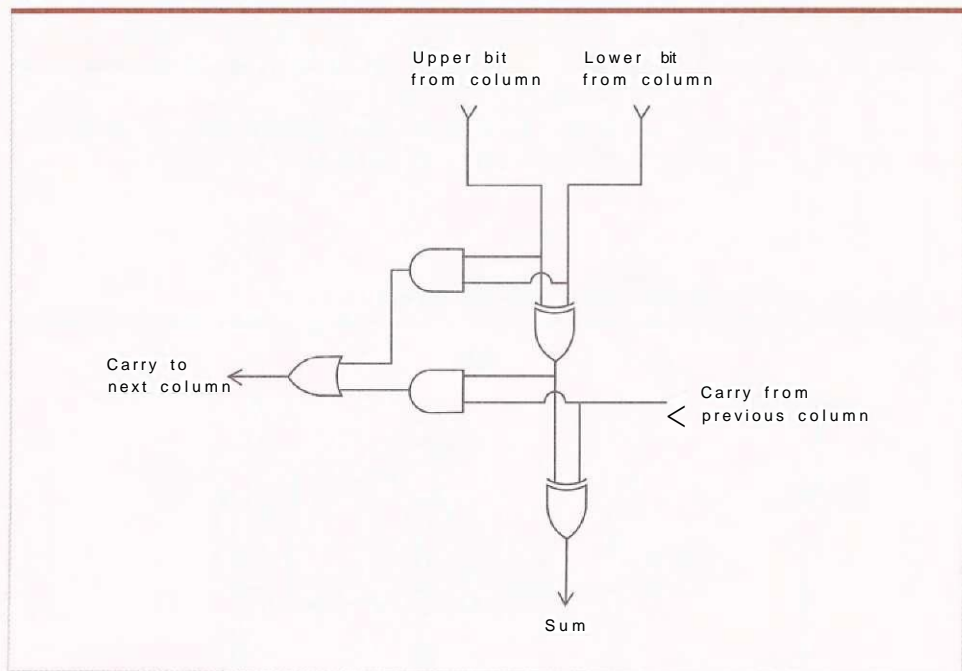 Upper bit
from column
Lower bit
from column
Carry to
next column
Carry from
previous column
Sum